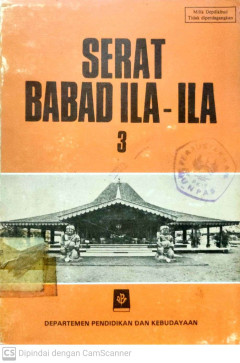 Milik Depdikbud
Tidak diperdagangkan
SERAT
BABAD ILA - ILA
3
DEPARTEMEN PENDIDIKAN DAN KEBUDAYAAN
CS Dipindai dengan CamScanner